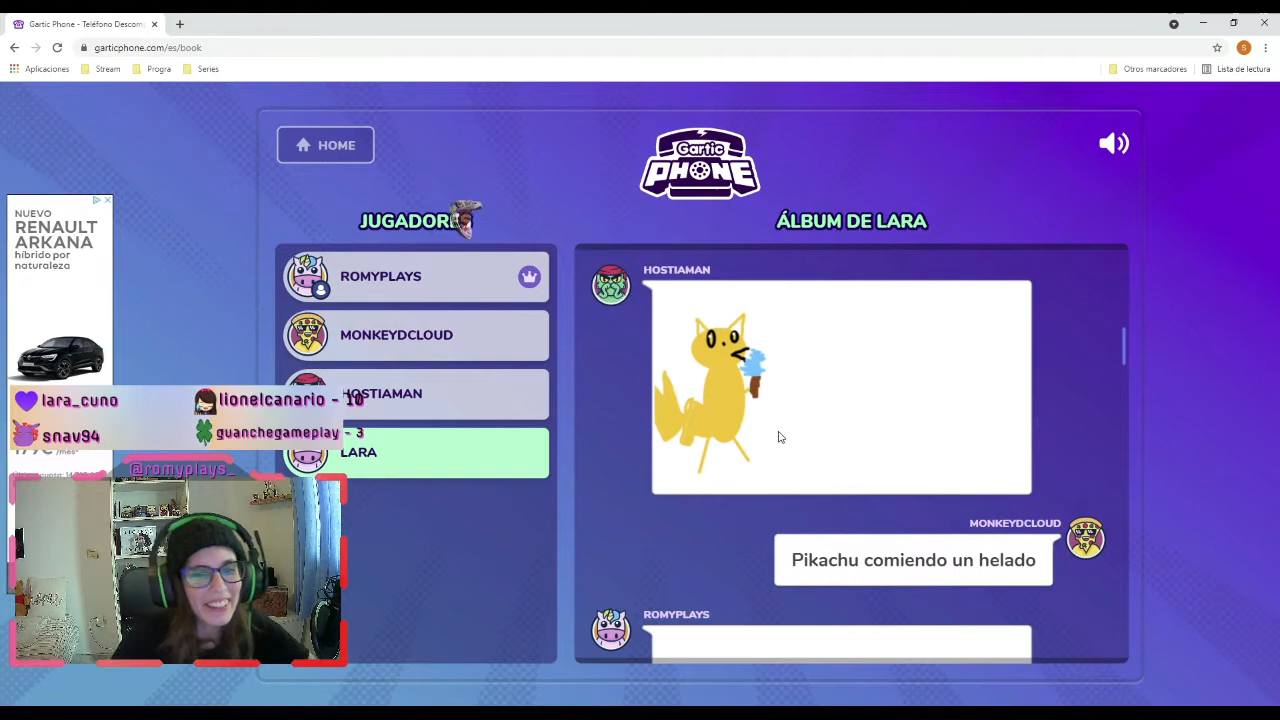 Gartic Phone - Teléfono Descom
garticphone.com/es/book
S
Aplicaciones
Stream
Progra
Series
Otros marcadores
Lista de lectura
HOME
Gartic
PHONE
JUGADORE
ÁLBUM DE LARA
NUEVO
RENAULT
ARKANA
híbrido por
naturaleza
ROMYPLAYS
MONKEYDCLOUD
HOSTIAMAN
LARA
HOSTIAMAN
MONKEYDCLOUD
Pikachu comiendo un helado
ROMYPLAYS
lara_cuno
lionelcanario - 10
snav94
guanchegameplay - 3
/mes*
@romyplays_